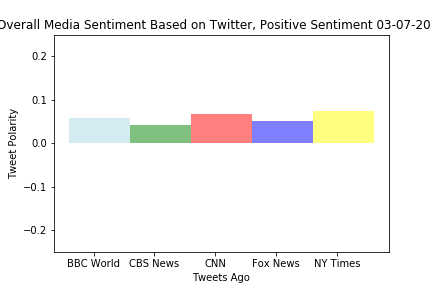 Overall Media Sentiment Based on Twitter, Positive Sentiment 03-07-20
0.2
0.1
0.0
−0.1
−0.2
Tweet Polarity
BBC World CBS News CNN Fox News NY Times
Tweets Ago